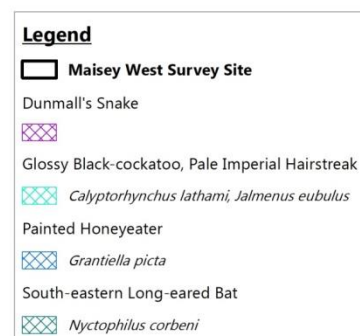 Legend
Maisey West Survey Site
Dunmall's Snake
Glossy Black-cockatoo, Pale Imperial Hairstreak
Calyptorhynchus lathami, Jalmenus eubulus
Painted Honeyeater
Grantiella picta
South-eastern Long-eared Bat
Nyctophilus corbeni